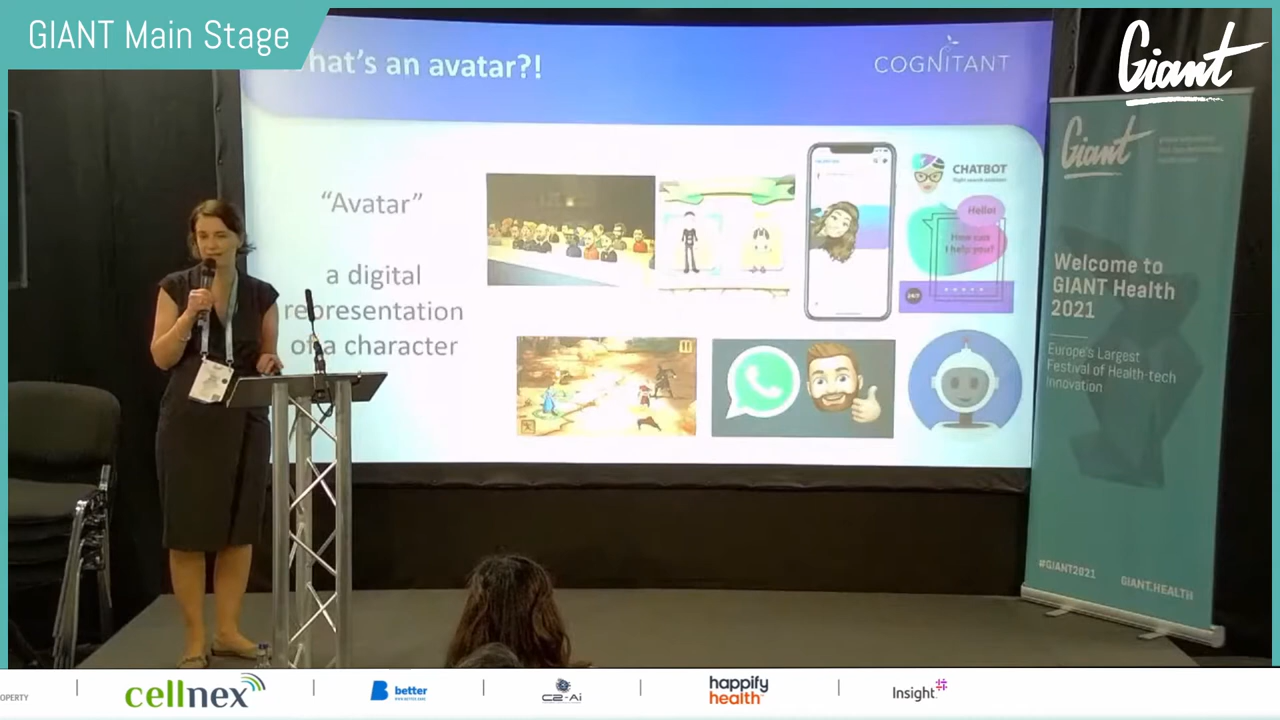 GIANT Main Stage
Giant
hat's an avatar?!
COGNITANT
"Avatar"
a digital
representation
of a character
CHATBOT
Hello!
How can
I help you?
24/7
Giant
Welcome to
GIANT Health
2021
Europe's Largest
Festival of Health-tech
Innovation
#GIANT2021
GIANT.HEALTH
OPERTY
cellnex
better
C2-Ai
happify
health
Insight